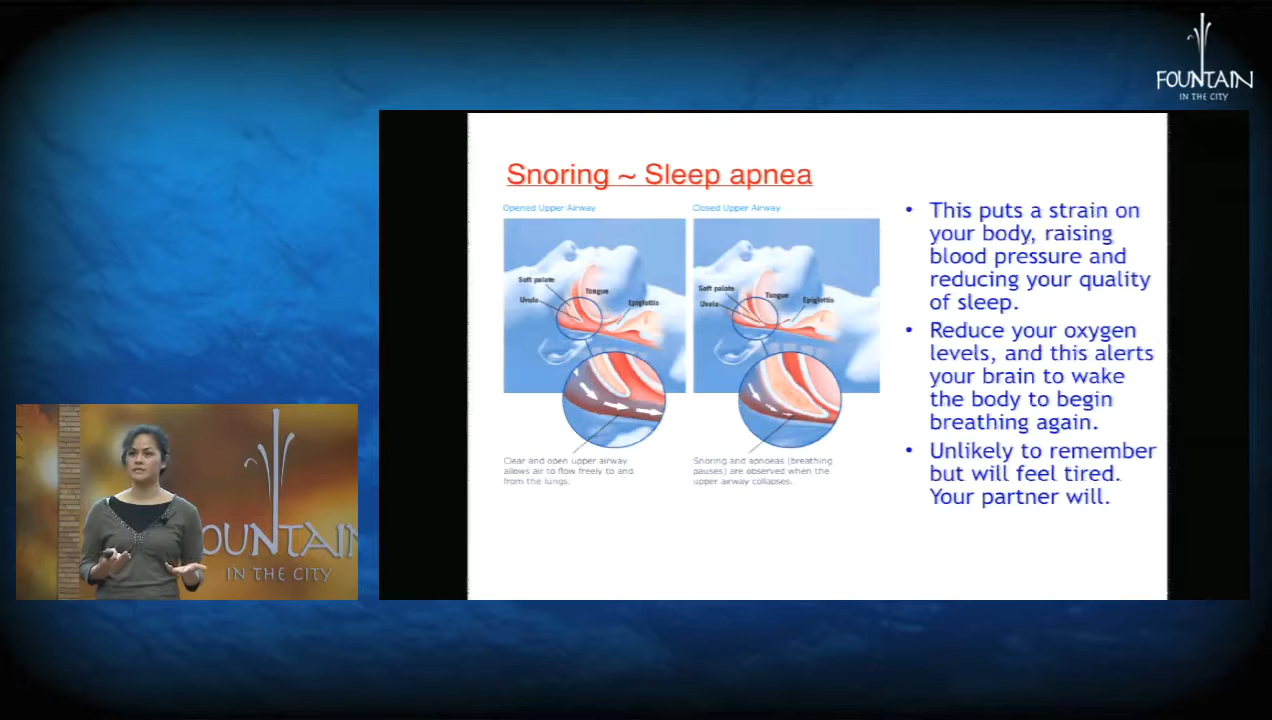 FOUNTAIN
IN THE CITY
Snoring ~ Sleep apnea
Opened Upper Airway
Soft palate
Tongue
Uvula
Epiglottis
Clear and open upper airway
allows air to flow freely to and
from the lungs.
Closed Upper Airway
Soft palate
Tongue
Uvula
Epiglottis
Snoring and apnoeas (breathing
pauses) are observed when the
upper airway collapses.
• This puts a strain on
your body, raising
blood pressure and
reducing your quality
of sleep.
• Reduce your oxygen
levels, and this alerts
your brain to wake
the body to begin
breathing again.
• Unlikely to remember
but will feel tired.
Your partner will.
FOUNTAIN
IN THE CITY